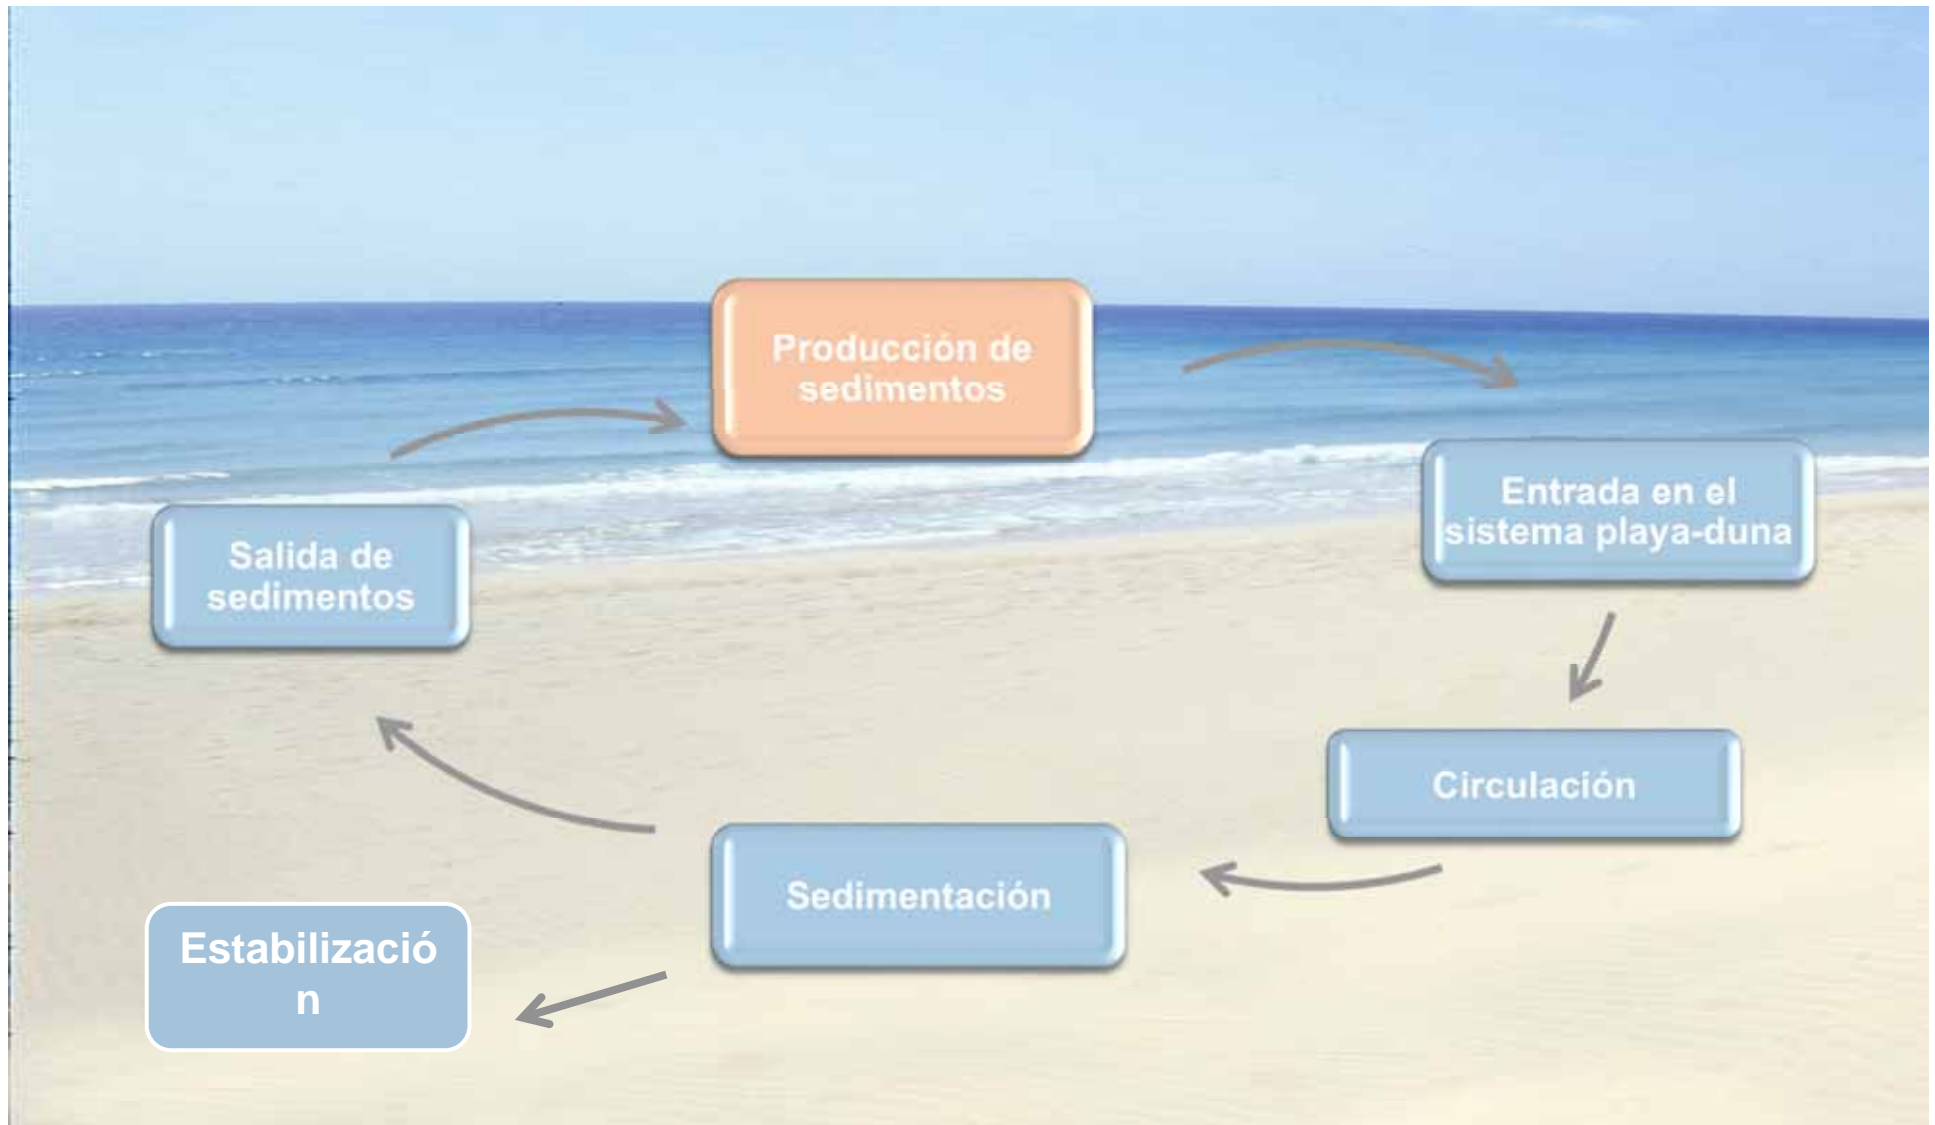 Producción de
sedimentos
Entrada en el
sistema playa-duna
Salida de
sedimentos
Circulación
Sedimentación
Estabilizació
n